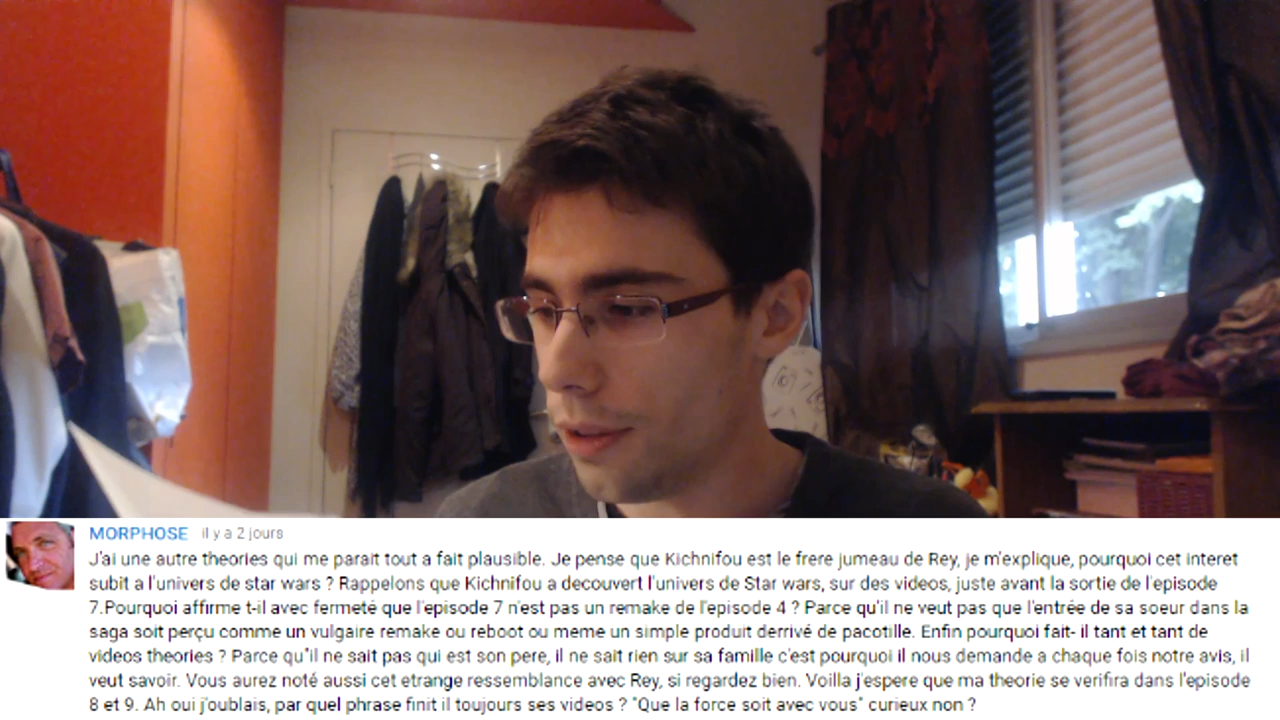 MORPHOSE il y a 2 jours
J'ai une autre theories qui me parait tout a fait plausible. Je pense que Kichnifou est le frere jumeau de Rey, je m'explique, pourquoi cet interet
subit a l'univers de star wars ? Rappelons que Kichnifou a decouvert l'univers de Star wars, sur des videos, juste avant la sortie de l'episode
7.Pourquoi affirme t-il avec fermeté que l'episode 7 n'est pas un remake de l'episode 4 ? Parce qu'il ne veut pas que l'entrée de sa soeur dans la
saga soit perçu comme un vulgaire remake ou reboot ou meme un simple produit derrivé de pacotille. Enfin pourquoi fait- il tant et tant de
videos theories ? Parce qu"il ne sait pas qui est son pere, il ne sait rien sur sa famille c'est pourquoi il nous demande a chaque fois notre avis, il
veut savoir. Vous aurez noté aussi cet etrange ressemblance avec Rey, si regardez bien. Voilla j'espere que ma theorie se verifira dans l'episode
8 et 9. Ah oui j'oublais, par quel phrase finit il toujours ses videos ? "Que la force soit avec vous" curieux non ?